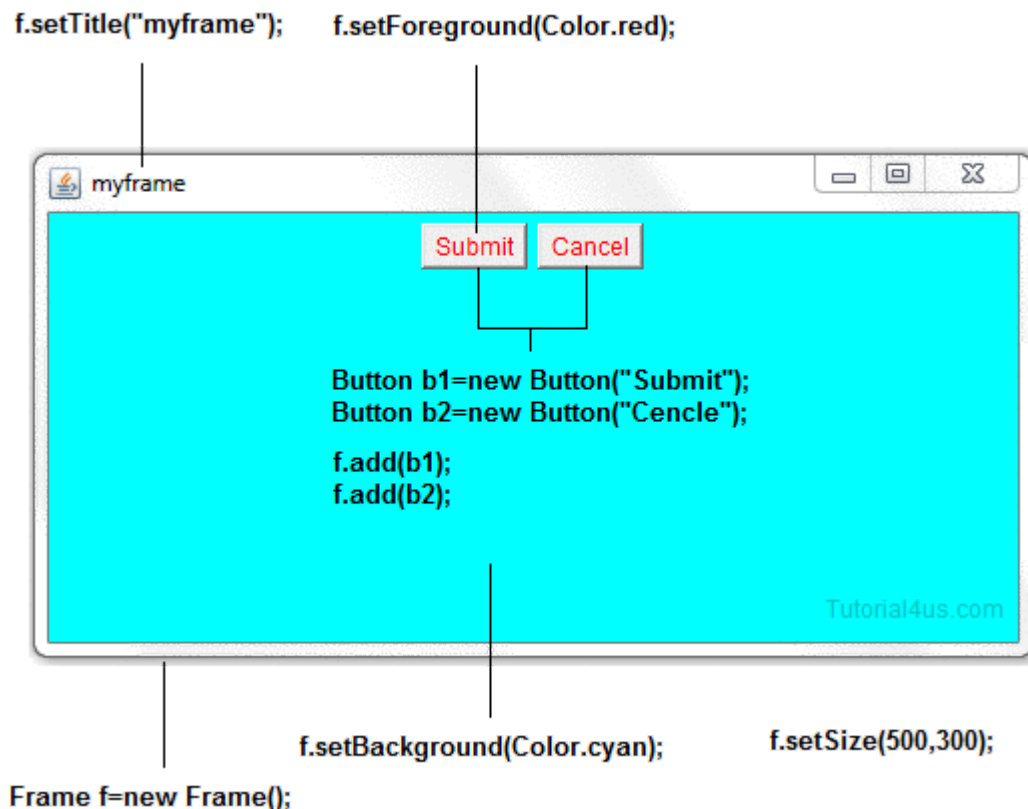 f.setTitle("myframe"); f.setForeground(Color.red);
myframe
Submit Cancel
Button b1=new Button("Submit");
Button b2=new Button("Cencle");
f.add(b1);
f.add(b2);
Tutorial4us.com
f.setBackground(Color.cyan); f.setSize(500,300);
Frame f=new Frame();